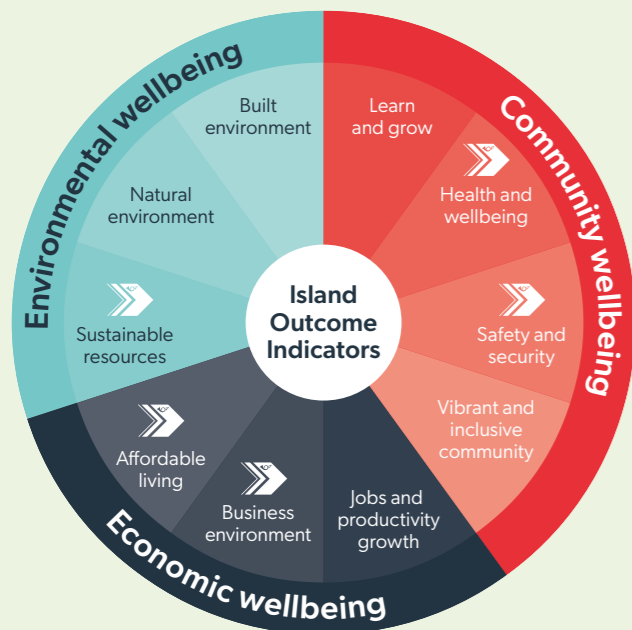 Environmental wellbeing
Community wellbeing
Economic wellbeing
Island
Outcome
Indicators
Built
environment
Learn
and grow
Health and
wellbeing
Safety and
security
Vibrant and
inclusive
community
Jobs and
productivity
growth
Business
environment
Affordable
living
Sustainable
resources
Natural
environment